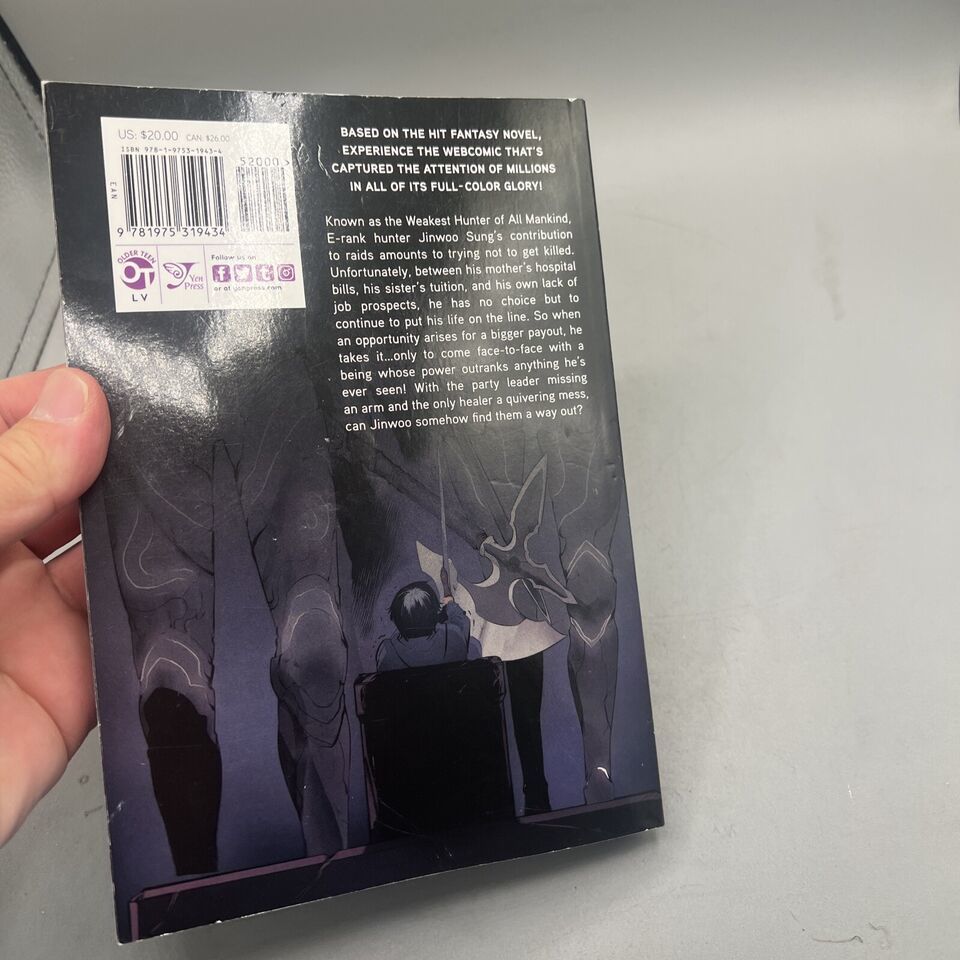 US: $20.00 CAN: $26.00
ISBN 978-1-9753-1943-4
52000
EAN
9 781975 319434
OLDER TEEN
OT
LV
Yen
Press
Follow us on
or at yenpress.com
BASED ON THE HIT FANTASY NOVEL,
EXPERIENCE THE WEBCOMIC THAT'S
CAPTURED THE ATTENTION OF MILLIONS
IN ALL OF ITS FULL-COLOR GLORY!
Known as the Weakest Hunter of All Mankind,
E-rank hunter Jinwoo Sung's contribution
to raids amounts to trying not to get killed.
Unfortunately, between his mother's hospital
bills, his sister's tuition, and his own lack of
job prospects, he has no choice but to
continue to put his life on the line. So when
an opportunity arises for a bigger payout, he
takes it...only to come face-to-face with a
being whose power outranks anything he's
ever seen! With the party leader missing
an arm and the only healer a quivering mess,
can Jinwoo somehow find them a way out?